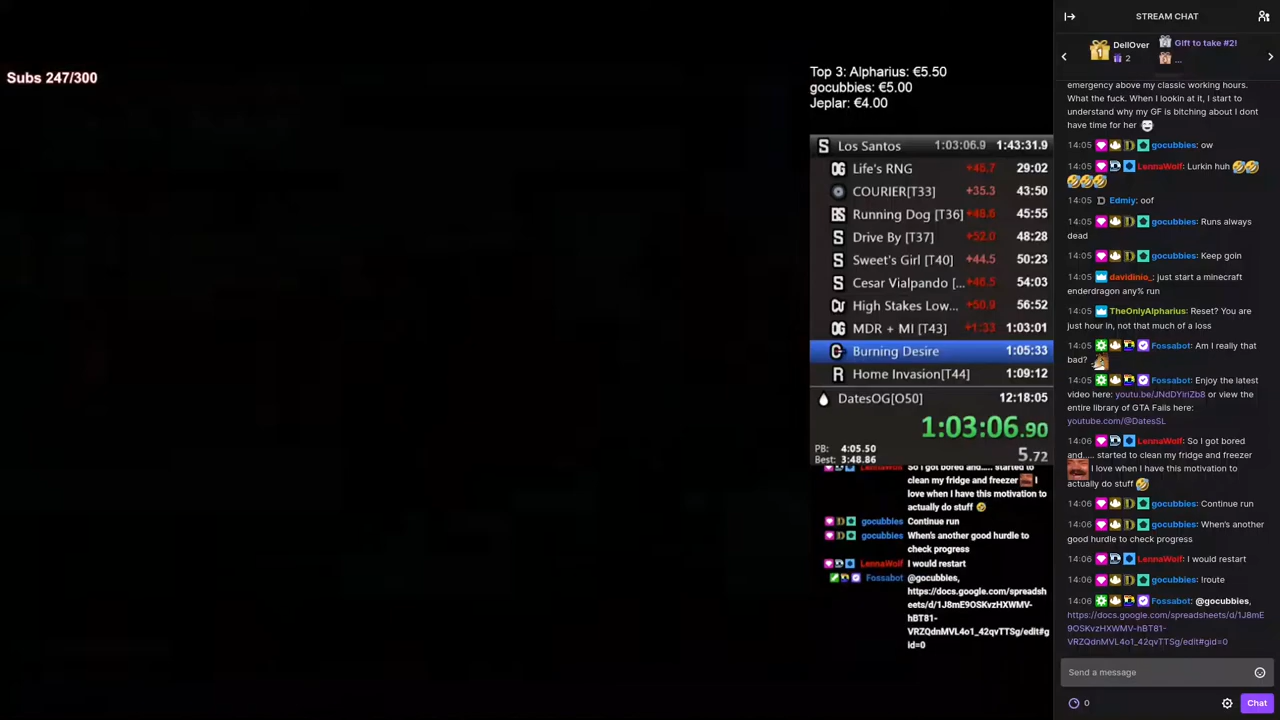 Subs 247/300
Top 3: Alpharius: €5.50
gocubbies: €5.00
Jeplar: €4.00
Los Santos 1:03:06.9 1:43:31.9
Life's RNG +46.7 29:02
COURIER[T33] +35.3 43:50
Running Dog [T36] +48.6 45:55
Drive By [T37] +52.0 48:28
Sweet's Girl [T40] +44.5 50:23
Cesar Vialpando [... +46.5 54:03
High Stakes Low... +50.9 56:52
MDR + MI [T43] +1:33 1:03:01
Burning Desire 1:05:33
Home Invasion[T44] 1:09:12
DatesOG[O50] 12:18:05
1:03:06.90
PB: 4:05.50
Best: 3:48.86
5.72
LennaWolf So I got bored and..... started to
clean my fridge and freezer I
love when I have this motivation to
actually do stuff
gocubbies Continue run
gocubbies When's another good hurdle to
check progress
LennaWolf I would restart
Fossabot @gocubbies,
https://docs.google.com/spreadsh
eets/d/1J8mE9OSKvzHXWMV-
hBT81-
VRZQdnMVL4o1_42qvTTSg/edit#g
id=0
STREAM CHAT
DellOver
2
Gift to take #2!
...
emergency above my classic working hours.
What the fuck. When I lookin at it, I start to
understand why my GF is bitching about I dont
have time for her
14:05 gocubbies: ow
14:05 LennaWolf: Lurkin huh
14:05 Edmiy: oof
14:05 gocubbies: Runs always
dead
14:05 gocubbies: Keep goin
14:05 davidinio_: just start a minecraft
enderdragon any% run
14:05 TheOnlyAlpharius: Reset? You are
just hour in, not that much of a loss
14:05 Fossabot: Am I really that
bad?
14:05 Fossabot: Enjoy the latest
video here: youtu.be/JNdDYiriZb8 or view the
entire library of GTA Fails here:
youtube.com/@DatesSL
14:06 LennaWolf: So I got bored
and..... started to clean my fridge and freezer
I love when I have this motivation to
actually do stuff
14:06 gocubbies: Continue run
14:06 gocubbies: When's another
good hurdle to check progress
14:06 LennaWolf: I would restart
14:06 gocubbies: !route
14:06 Fossabot: @gocubbies,
https://docs.google.com/spreadsheets/d/1J8mE
9OSKvzHXWMV-hBT81-
VRZQdnMVL4o1_42qvTTSg/edit#gid=0
Send a message
0
Chat